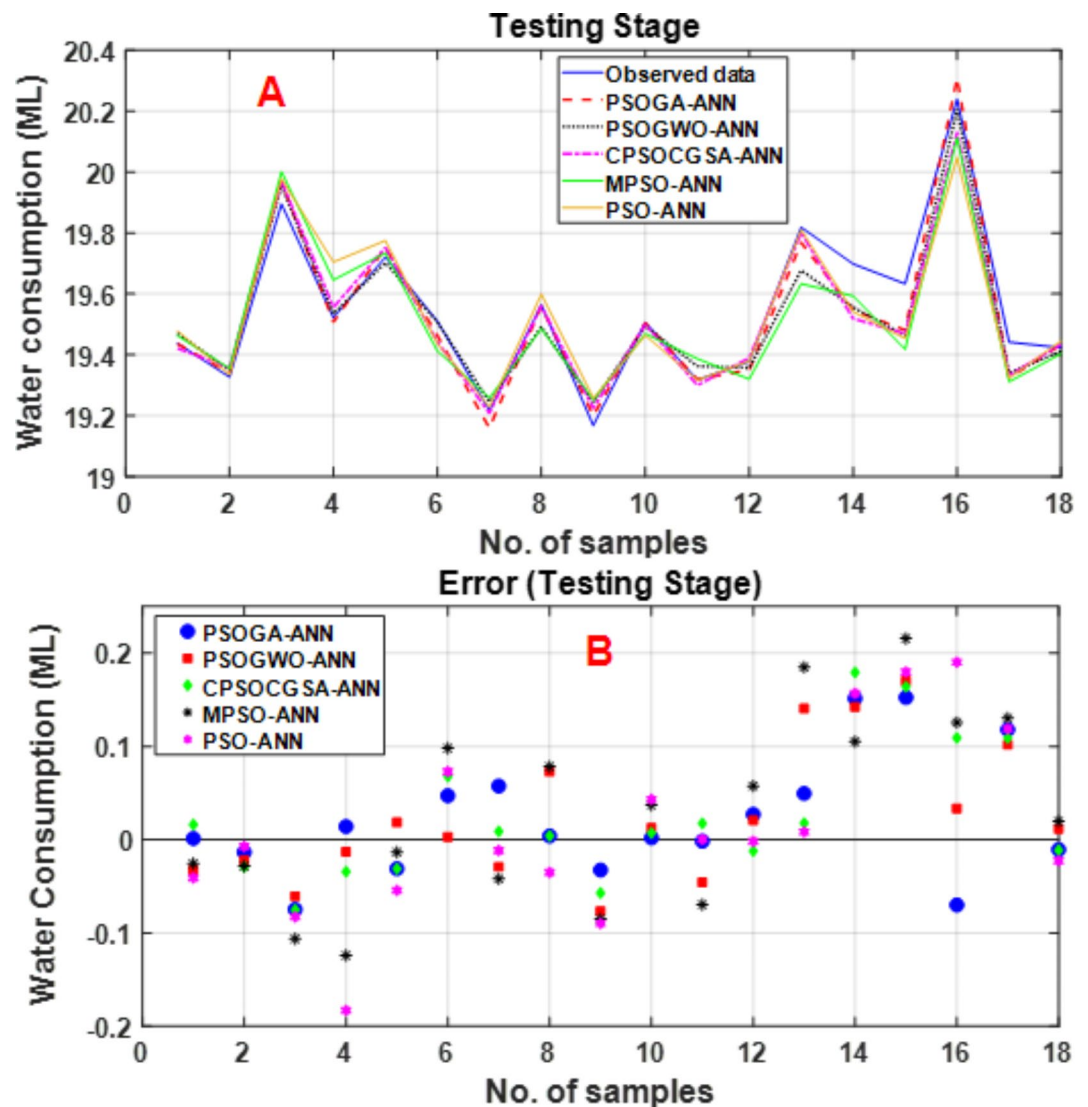 Testing Stage
20.4
20.2
20
19.8
19.6
19.4
19.2
19
Water consumption (ML)
A
Observed data
PSOGA-ANN
PSOGWO-ANN
CPSOCGSA-ANN
MPSO-ANN
PSO-ANN
0 2 4 6 8 10 12 14 16 18
No. of samples
Error (Testing Stage)
0.2
0.1
0
-0.1
-0.2
Water Consumption (ML)
PSOGA-ANN
PSOGWO-ANN
CPSOCGSA-ANN
MPSO-ANN
PSO-ANN
B
0 2 4 6 8 10 12 14 16 18
No. of samples